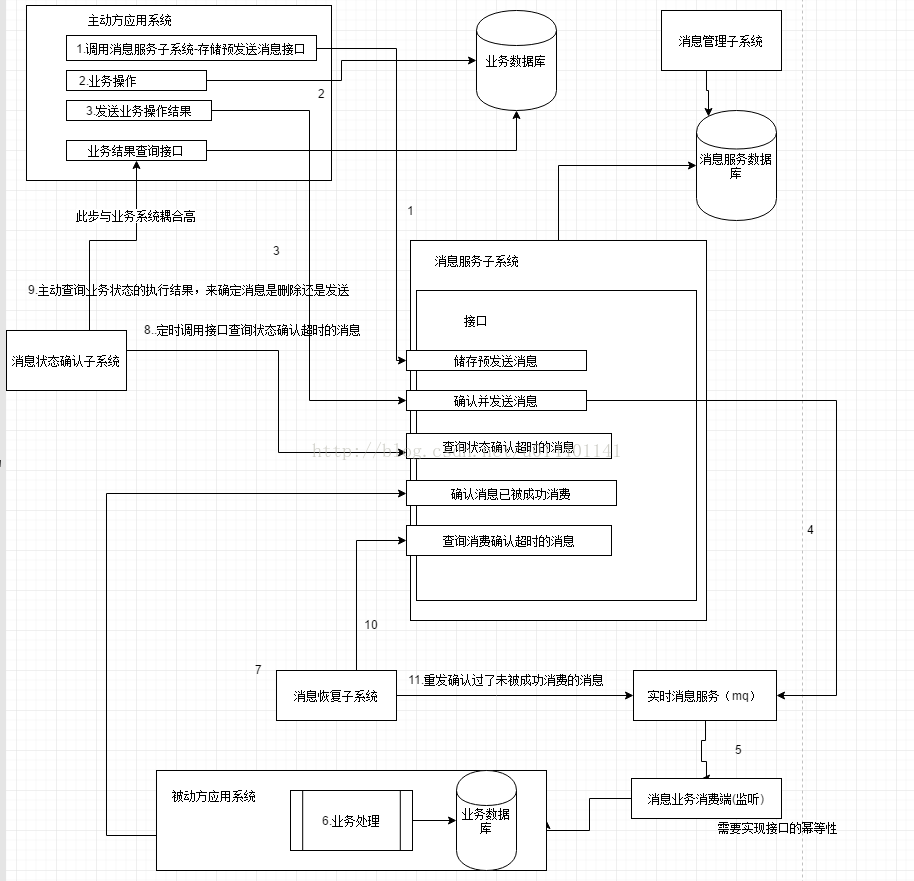 主动方应用系统
1.调用消息服务子系统-存储预发送消息接口
2.业务操作
3.发送业务操作结果
业务结果查询接口
2
业务数据库
消息管理子系统
消息服务数据
库
此步与业务系统耦合高
1
3
9.主动查询业务状态的执行结果，来确定消息是删除还是发送
8..定时调用接口查询状态确认超时的消息
消息状态确认子系统
消息服务子系统
接口
储存预发送消息
确认并发送消息
查询状态确认超时的消息
确认消息已被成功消费
查询消费确认超时的消息
4
10
7
消息恢复子系统
11.重发确认过了未被成功消费的消息
实时消息服务（mq）
5
消息业务消费端(监听)
需要实现接口的幂等性
被动方应用系统
6.业务处理
业务数据
库